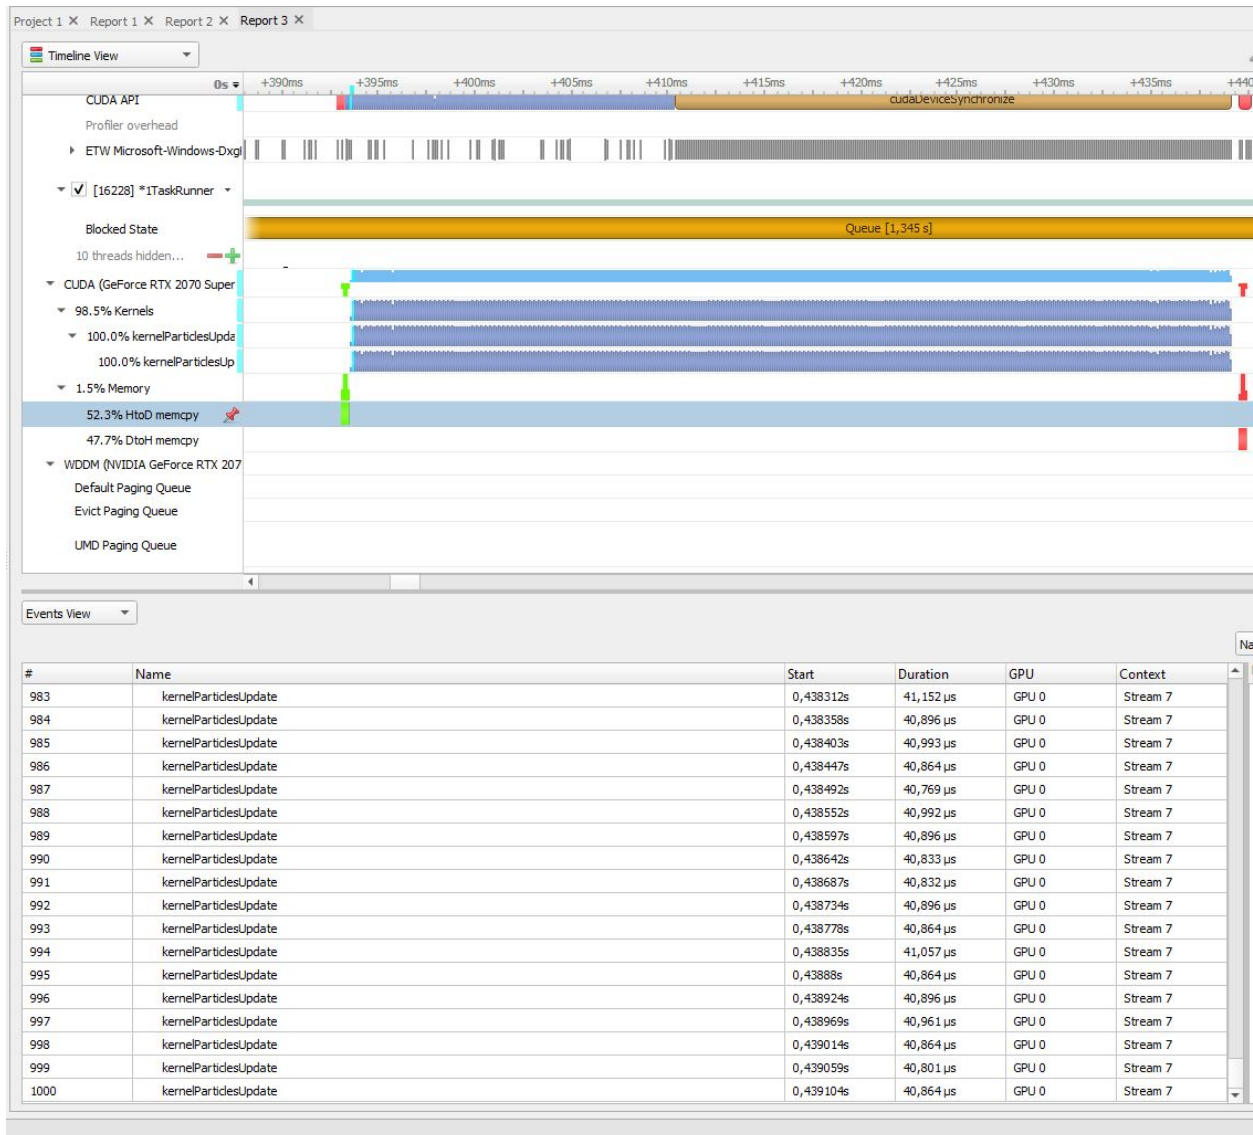 Project 1 X Report 1 X Report 2 X Report 3 X
Timeline View
0s +390ms +395ms +400ms +405ms +410ms +415ms +420ms +425ms +430ms +435ms +440
CUDA API cudaDeviceSynchronize
Profiler overhead
ETW Microsoft-Windows-Dxgl
[16228] *1TaskRunner
Blocked State Queue [1,345 s]
10 threads hidden...
CUDA (GeForce RTX 2070 Super
98.5% Kernels
100.0% kernelParticlesUpda
100.0% kernelParticlesUp
1.5% Memory
52.3% HtoD memcpy
47.7% DtoH memcpy
WDDM (NVIDIA GeForce RTX 207
Default Paging Queue
Evict Paging Queue
UMD Paging Queue
Events View
Na
# Name Start Duration GPU Context
983 kernelParticlesUpdate 0,438312s 41,152 µs GPU 0 Stream 7
984 kernelParticlesUpdate 0,438358s 40,896 µs GPU 0 Stream 7
985 kernelParticlesUpdate 0,438403s 40,993 µs GPU 0 Stream 7
986 kernelParticlesUpdate 0,438447s 40,864 µs GPU 0 Stream 7
987 kernelParticlesUpdate 0,438492s 40,769 µs GPU 0 Stream 7
988 kernelParticlesUpdate 0,438552s 40,992 µs GPU 0 Stream 7
989 kernelParticlesUpdate 0,438597s 40,896 µs GPU 0 Stream 7
990 kernelParticlesUpdate 0,438642s 40,833 µs GPU 0 Stream 7
991 kernelParticlesUpdate 0,438687s 40,832 µs GPU 0 Stream 7
992 kernelParticlesUpdate 0,438734s 40,896 µs GPU 0 Stream 7
993 kernelParticlesUpdate 0,438778s 40,864 µs GPU 0 Stream 7
994 kernelParticlesUpdate 0,438835s 41,057 µs GPU 0 Stream 7
995 kernelParticlesUpdate 0,43888s 40,864 µs GPU 0 Stream 7
996 kernelParticlesUpdate 0,438924s 40,896 µs GPU 0 Stream 7
997 kernelParticlesUpdate 0,438969s 40,961 µs GPU 0 Stream 7
998 kernelParticlesUpdate 0,439014s 40,864 µs GPU 0 Stream 7
999 kernelParticlesUpdate 0,439059s 40,801 µs GPU 0 Stream 7
1000 kernelParticlesUpdate 0,439104s 40,864 µs GPU 0 Stream 7